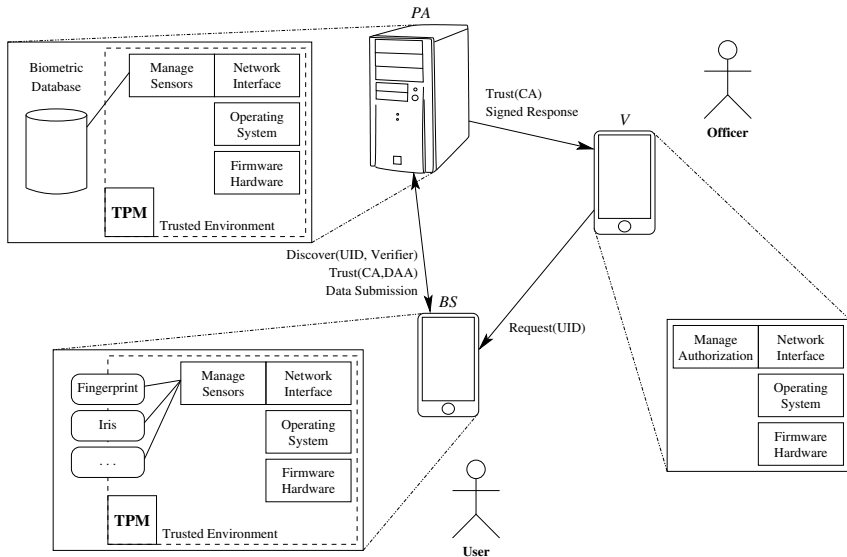 PA
Biometric
Database
Manage
Sensors
Network
Interface
Operating
System
Firmware
Hardware
TPM
Trusted Environment
Trust(CA)
Signed Response
V
Officer
Discover(UID, Verifier)
Trust(CA,DAA)
Data Submission
BS
Request(UID)
Fingerprint
Iris
. . .
Manage
Sensors
Network
Interface
Operating
System
Firmware
Hardware
TPM
Trusted Environment
User
Manage
Authorization
Network
Interface
Operating
System
Firmware
Hardware